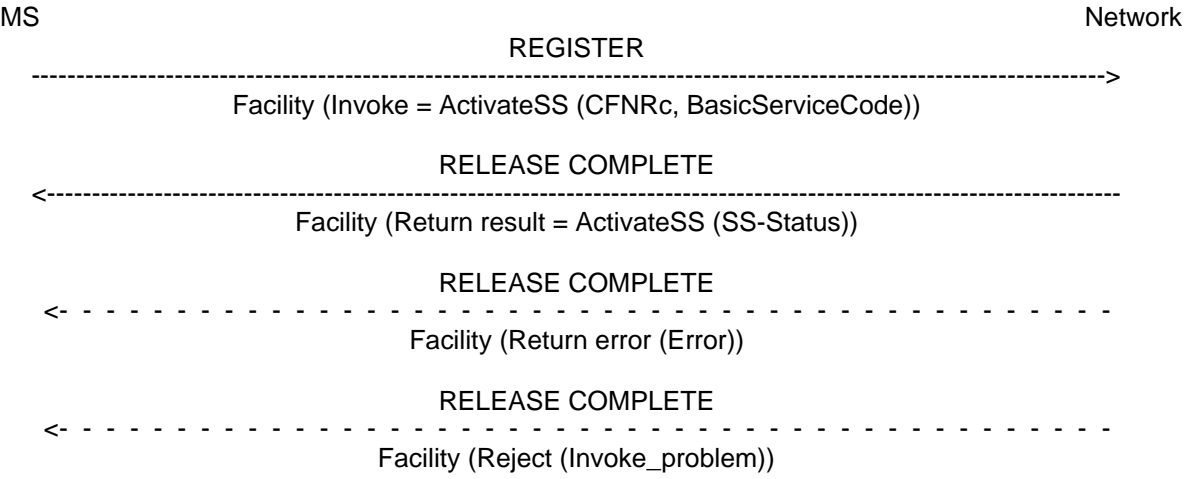 MS Network
REGISTER
------------------------------------------------------------------------------------------------------------------------>
Facility (Invoke = ActivateSS (CFNRc, BasicServiceCode))
RELEASE COMPLETE
<------------------------------------------------------------------------------------------------------------------------
Facility (Return result = ActivateSS (SS-Status))
RELEASE COMPLETE
<- - - - - - - - - - - - - - - - - - - - - - - - - - - - - - - - - - - - - - - -
Facility (Return error (Error))
RELEASE COMPLETE
<- - - - - - - - - - - - - - - - - - - - - - - - - - - - - - - - - - - - - - - -
Facility (Reject (Invoke_problem))